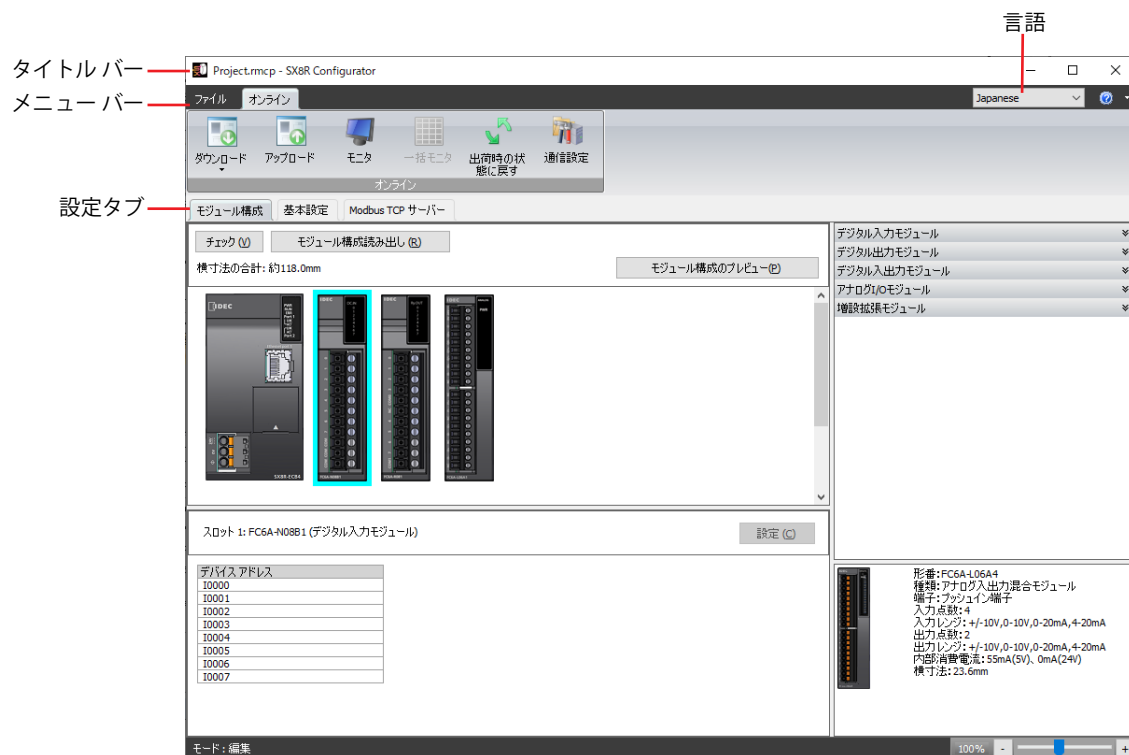 言語
タイトル バー
Project.rmcp - SX8R Configurator
メニュー バー
ファイル オンライン
Japanese
ダウンロード アップロード モニタ 一括モニタ 出荷時の状態に戻す 通信設定
オンライン
設定タブ
モジュール構成 基本設定 Modbus TCP サーバー
チェック (V) モジュール構成読み出し (R)
横寸法の合計: 約118.0mm
モジュール構成のプレビュー(P)
デジタル入力モジュール
デジタル出力モジュール
デジタル入出力モジュール
アナログI/Oモジュール
増設拡張モジュール
IDEC
IDEC
IDEC
IDEC
SX8R-ECB4
スロット 1: FC6A-N08B1 (デジタル入力モジュール)
設定 (C)
デバイス アドレス
I0000
I0001
I0002
I0003
I0004
I0005
I0006
I0007
形番:FC6A-L06A4
種類:アナログ入出力混合モジュール
端子:プッシュイン端子
入力点数:4
入力レンジ:+/-10V,0-10V,0-20mA,4-20mA
出力点数:2
出力レンジ:+/-10V,0-10V,0-20mA,4-20mA
内部消費電流:55mA(5V)、0mA(24V)
横寸法:23.6mm
モード : 編集
100% - +